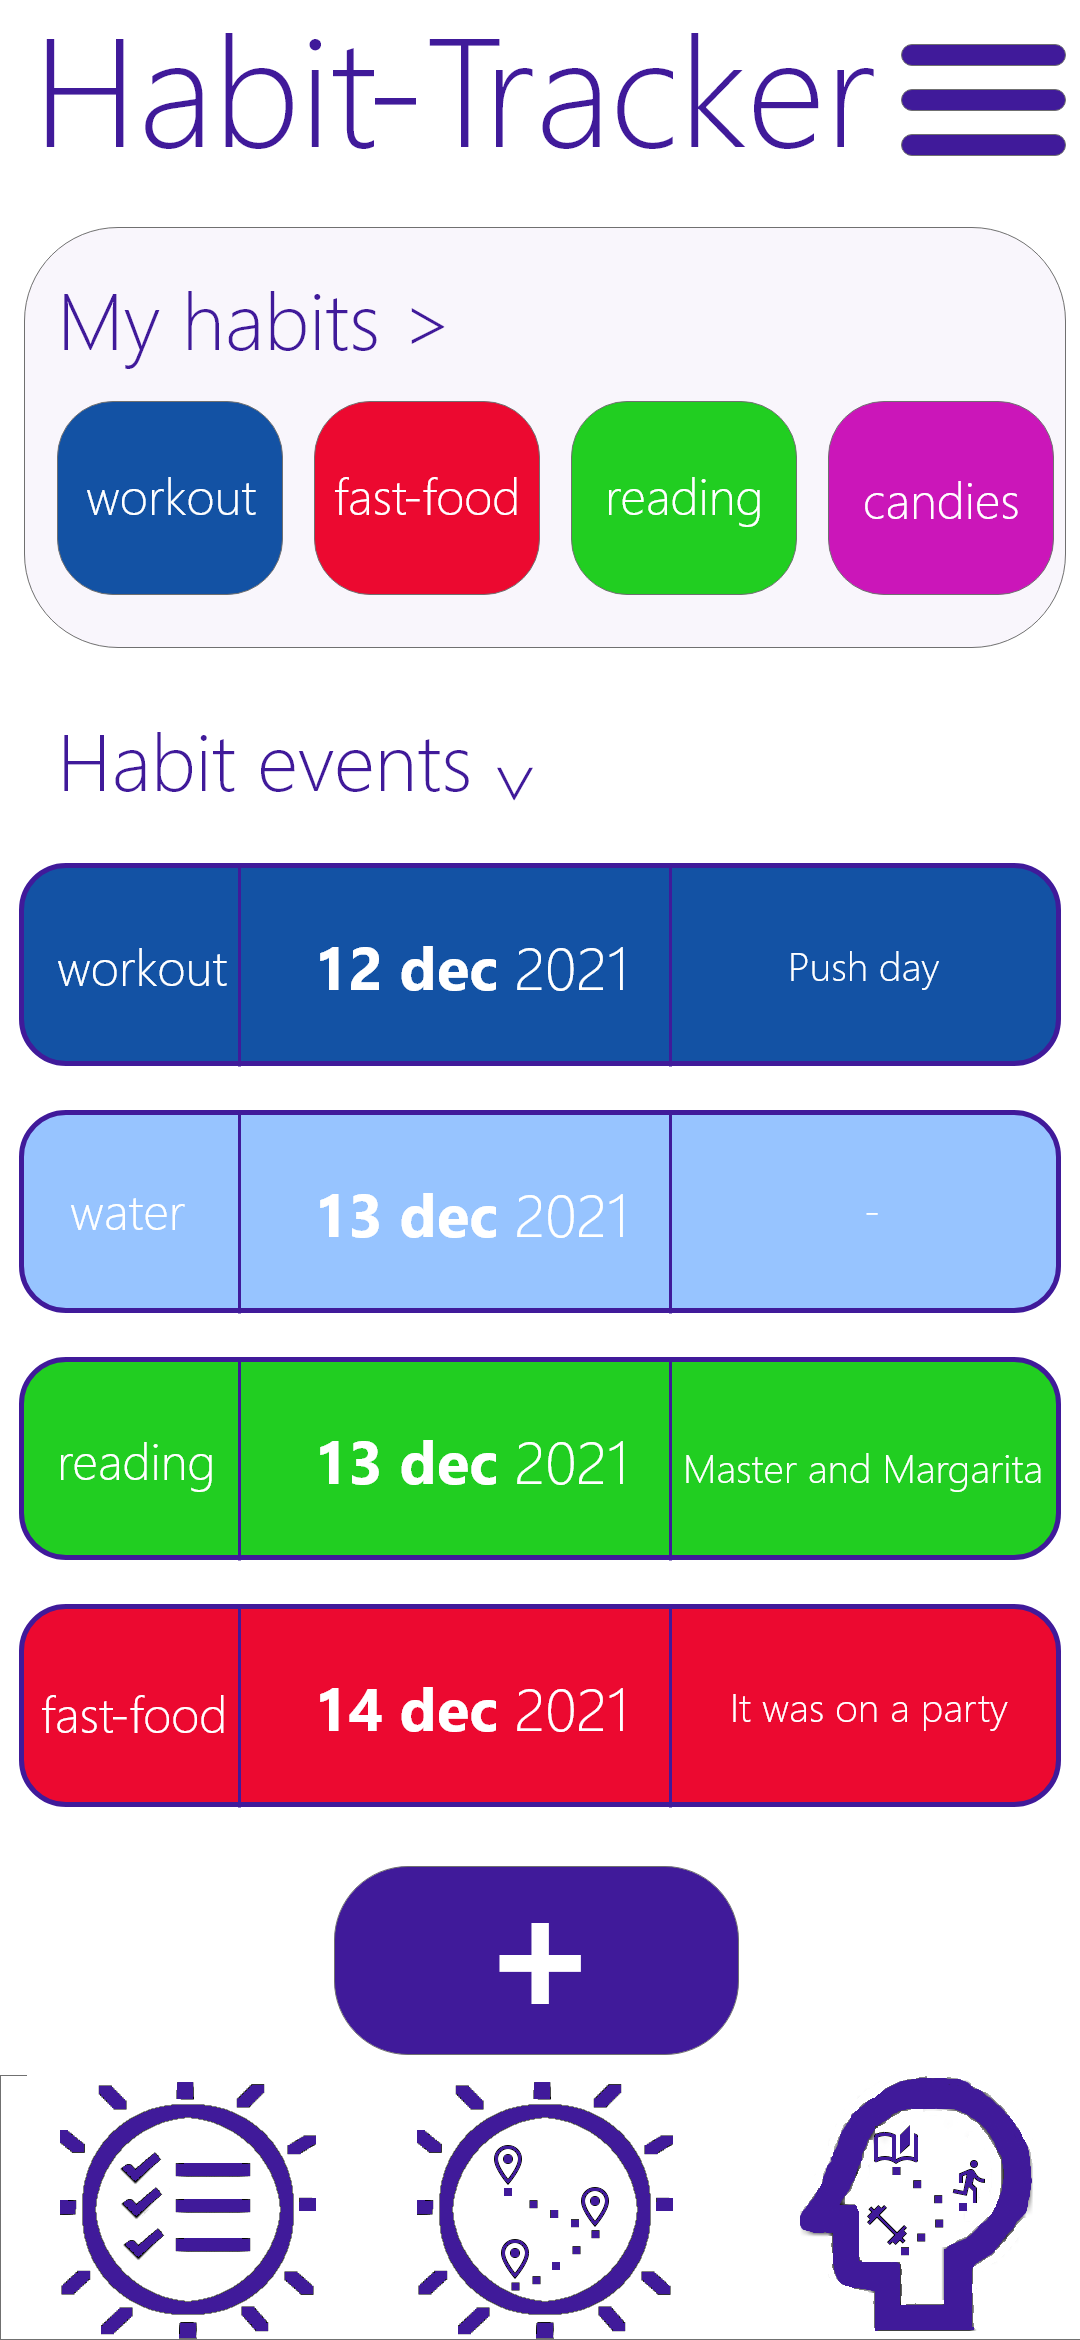 Habit-Tracker
My habits >
workout fast-food reading candies
Habit events
workout 12 dec 2021 Push day
water 13 dec 2021 -
reading 13 dec 2021 Master and Margarita
fast-food 14 dec 2021 It was on a party
+